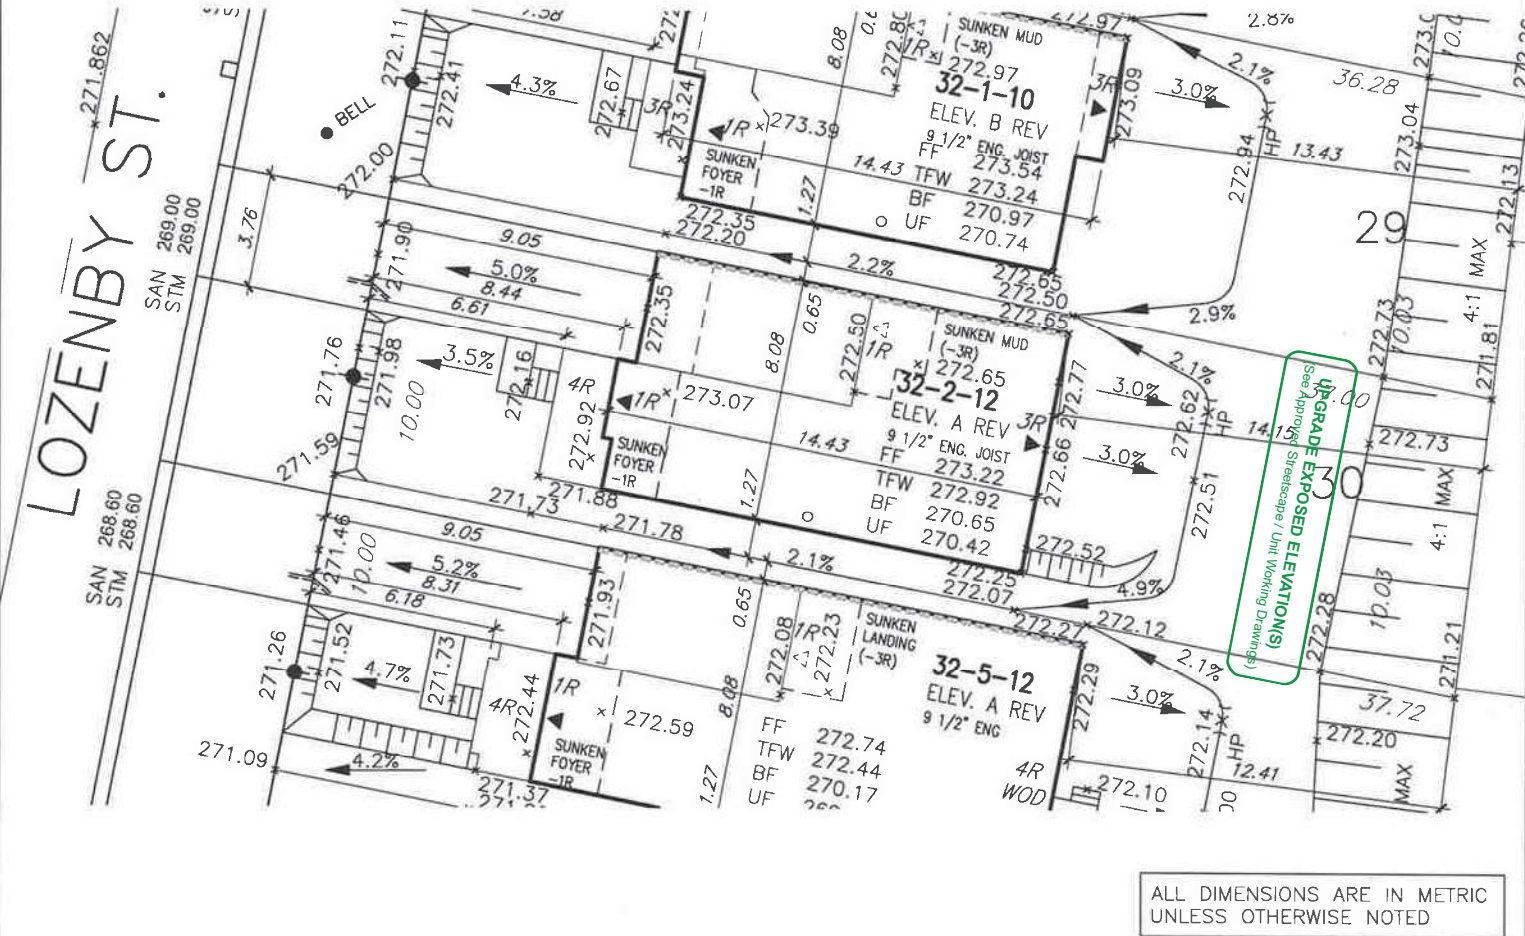 7.58
272.97
2.8%
271.862
272.11
272.41
4.3%
272.67
3R
273.24
8.08
272.80
1R
SUNKEN MUD
(-3R)
272.97
32-1-10
ELEV. B REV
9 1/2" ENG. JOIST
FF 273.54
TFW 273.24
BF 270.97
UF 270.74
3R
273.09
3.0%
2.1%
36.28
273.04
272.94
HP
13.43
272.13
BELL
1R
273.39
SUNKEN
FOYER
-1R
14.43
1.27
272.00
272.35
272.20
LOZENBY ST.
SAN 269.00
STM 269.00
3.76
271.90
9.05
5.0%
8.44
6.61
2.2%
272.65
272.50
272.65
2.9%
29
MAX
4:1
272.73
10.03
271.81
272.35
0.65
8.08
272.50
1R
SUNKEN MUD
(-3R)
272.65
32-2-12
ELEV. A REV
9 1/2" ENG. JOIST
FF 273.22
TFW 272.92
BF 270.65
UF 270.42
3R
272.77
272.66
3.0%
3.0%
2.1%
272.62
HP
272.51
14.15
37.00
272.73
30
UPGRADE EXPOSED ELEVATION(S)
See Approved Streetscape / Unit Working Drawings)
271.76
271.98
3.5%
272.16
4R
272.92
1R
273.07
SUNKEN
FOYER
-1R
14.43
1.27
10.00
271.59
271.73
271.88
271.78
SAN 268.60
STM 268.60
271.46
10.00
9.05
5.2%
8.31
6.18
2.1%
272.25
272.07
272.27
272.52
4.9%
272.12
MAX
4:1
10.03
272.28
271.21
271.93
0.65
8.08
272.08
1R
272.23
SUNKEN
LANDING
(-3R)
32-5-12
ELEV. A REV
9 1/2" ENG
FF 272.74
TFW 272.44
BF 270.17
UF
272.29
3.0%
2.1%
272.14
HP
37.72
272.20
12.41
MAX
271.26
271.52
4.7%
271.73
4R
272.44
1R
272.59
SUNKEN
FOYER
-1R
1.27
4R
WOD
272.10
271.09
4.2%
271.37
ALL DIMENSIONS ARE IN METRIC
UNLESS OTHERWISE NOTED